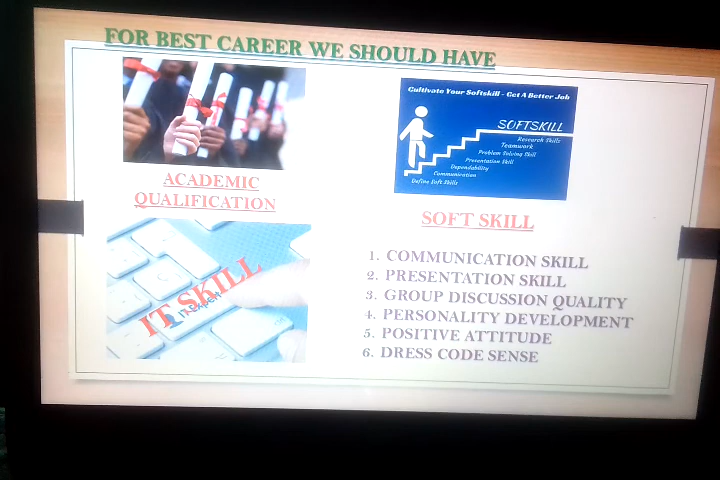 FOR BEST CAREER WE SHOULD HAVE
Cultivate Your Softskill - Get A Better Job
SOFTSKILL
Research Skills
Teamwork
Problem Solving Skill
Presentation Skill
Dependability
Communication
Define Soft Skills
ACADEMIC
QUALIFICATION
SOFT SKILL
IT SKILL
IT Expert
1. COMMUNICATION SKILL
2. PRESENTATION SKILL
3. GROUP DISCUSSION QUALITY
4. PERSONALITY DEVELOPMENT
5. POSITIVE ATTITUDE
6. DRESS CODE SENSE